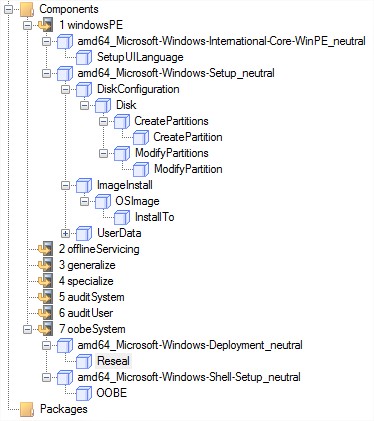 Components
1 windowsPE
amd64_Microsoft-Windows-International-Core-WinPE_neutral
SetupUILanguage
amd64_Microsoft-Windows-Setup_neutral
DiskConfiguration
Disk
CreatePartitions
CreatePartition
ModifyPartitions
ModifyPartition
ImageInstall
OSImage
InstallTo
UserData
2 offlineServicing
3 generalize
4 specialize
5 auditSystem
6 auditUser
7 oobeSystem
amd64_Microsoft-Windows-Deployment_neutral
Reseal
amd64_Microsoft-Windows-Shell-Setup_neutral
OOBE
Packages